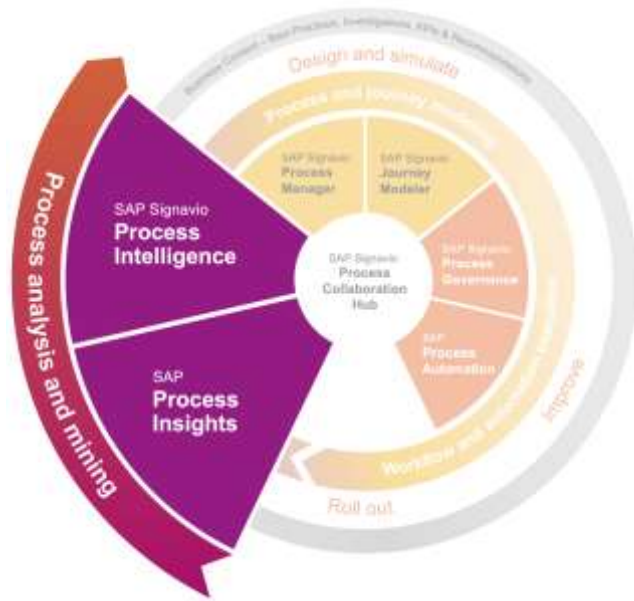 Design and simulate
Process and journey modeling
SAP Signavio
Process
Manager
SAP Signavio
Journey
Modeler
SAP Signavio
Process
Intelligence
SAP Signavio
Process
Governance
SAP Signavio
Process
Collaboration
Hub
SAP
Process
Automation
SAP
Process
Insights
Process analysis and mining
Improve
Workflow and
Roll out